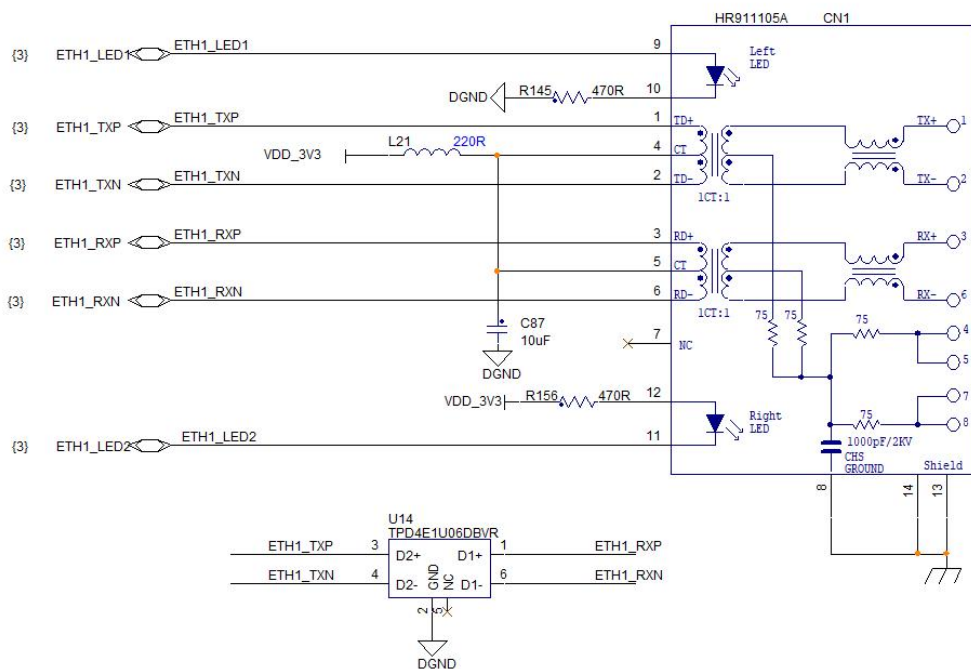 HR911105A CN1
{3} ETH1_LED1 ETH1_LED1 9 Left
LED
DGND R145 470R 10
{3} ETH1_TXP ETH1_TXP 1 TD+ TX+ 1
VDD_3V3 L21 220R 4 CT
{3} ETH1_TXN ETH1_TXN 2 TD- TX- 2
1CT:1
{3} ETH1_RXP ETH1_RXP 3 RD+ RX+ 3
5 CT
{3} ETH1_RXN ETH1_RXN 6 RD- RX- 6
1CT:1 75 75 75 4
C87
10uF
7 NC 5
DGND
VDD_3V3 R156 470R 12 7
Right
LED 75 8
{3} ETH1_LED2 ETH1_LED2 11 1000pF/2KV
CHS
GROUND Shield
8 14 13
U14
TPD4E1U06DBVR
ETH1_TXP 3 D2+ D1+ 1 ETH1_RXP
ETH1_TXN 4 D2- GND NC D1- 6 ETH1_RXN
2 5
DGND